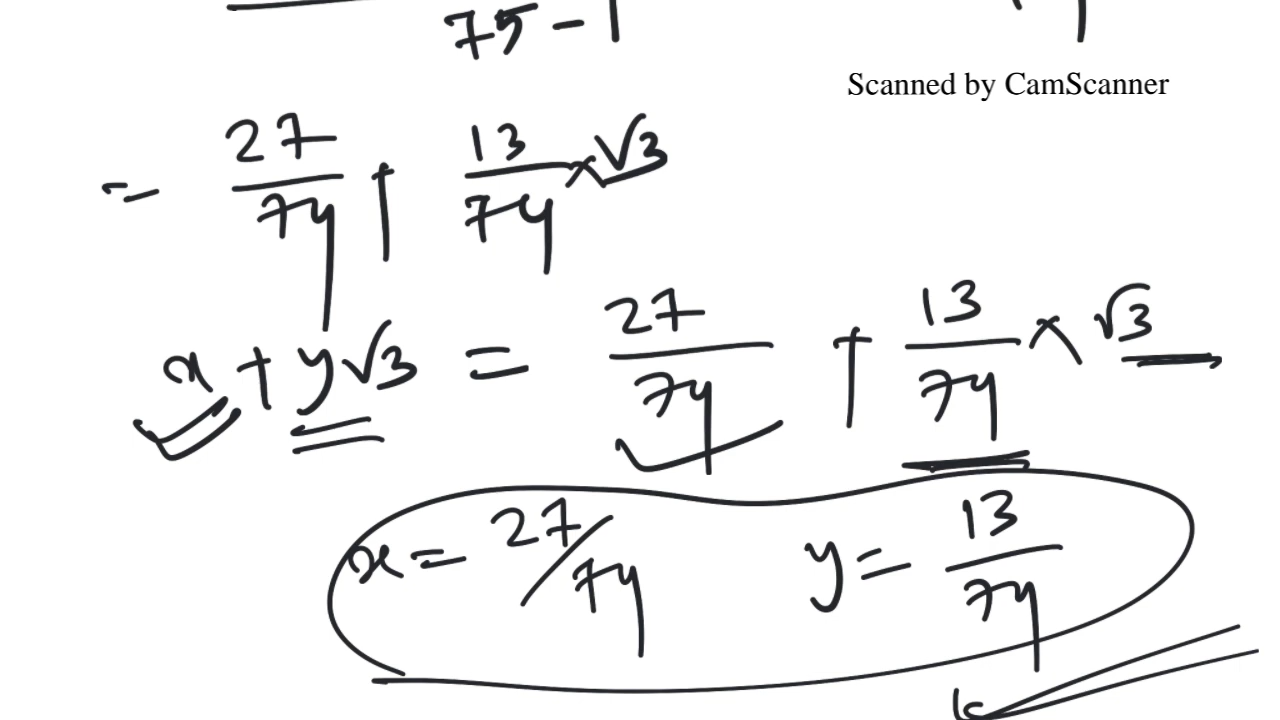 75 - 1
Scanned by CamScanner
= 27/74 + 13/74 × √3
x + y√3 = 27/74 + 13/74 × √3
x = 27/74 y = 13/74